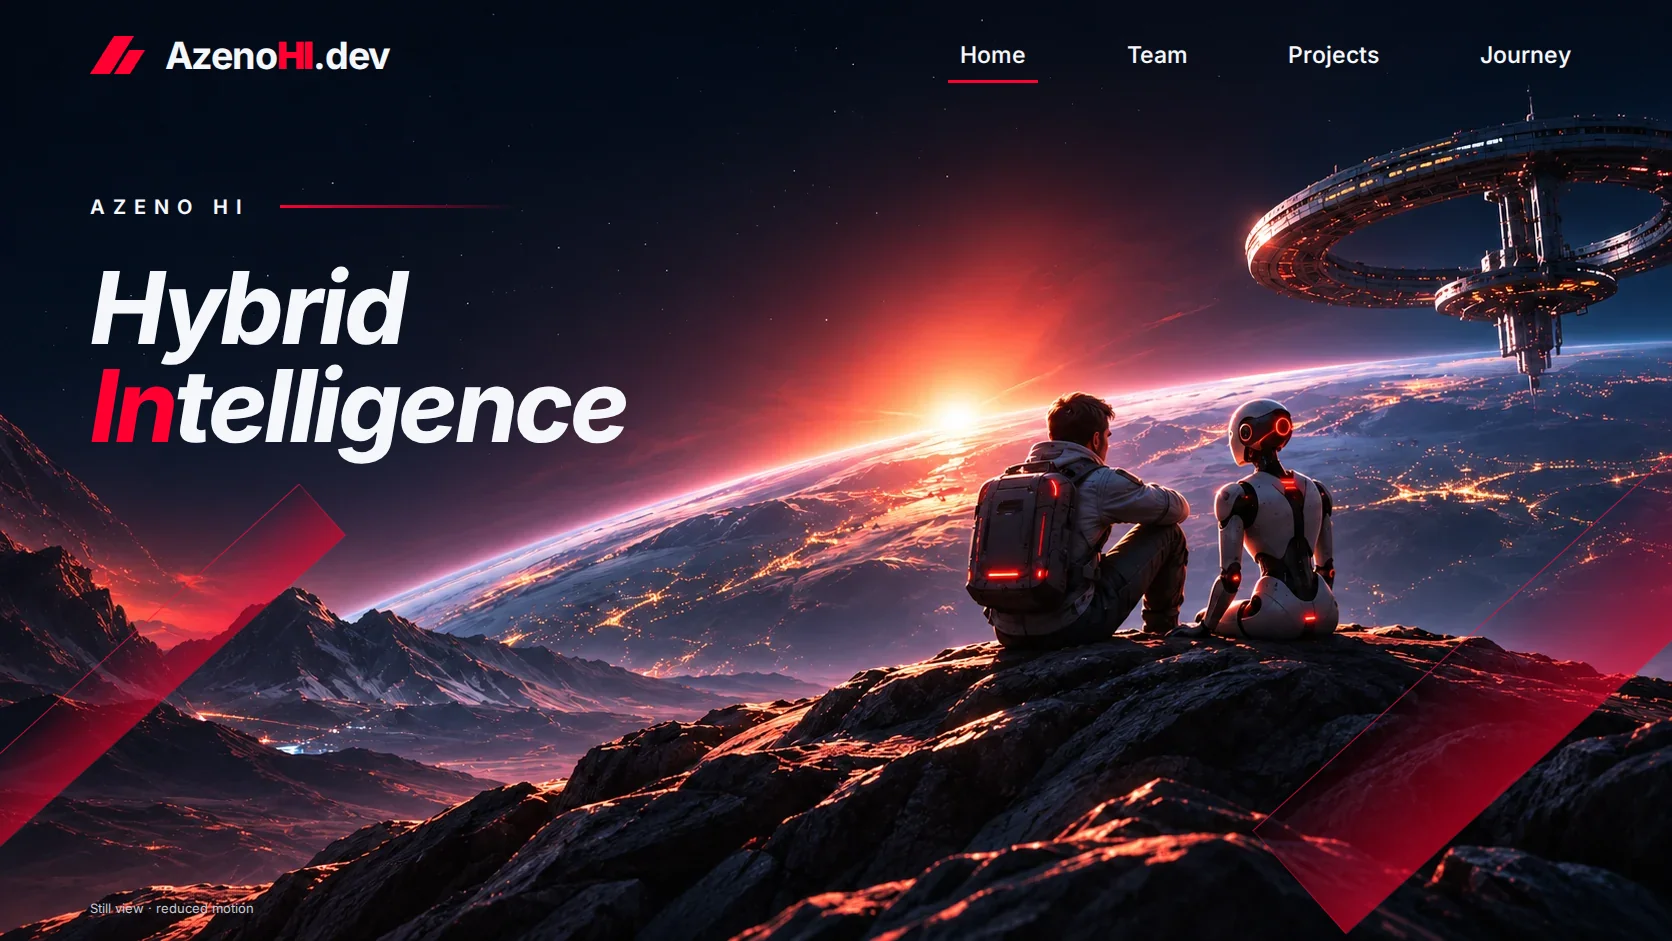 AzenoHI.dev
Home
Team
Projects
Journey
AZENO HI
Hybrid
Intelligence
Still view · reduced motion